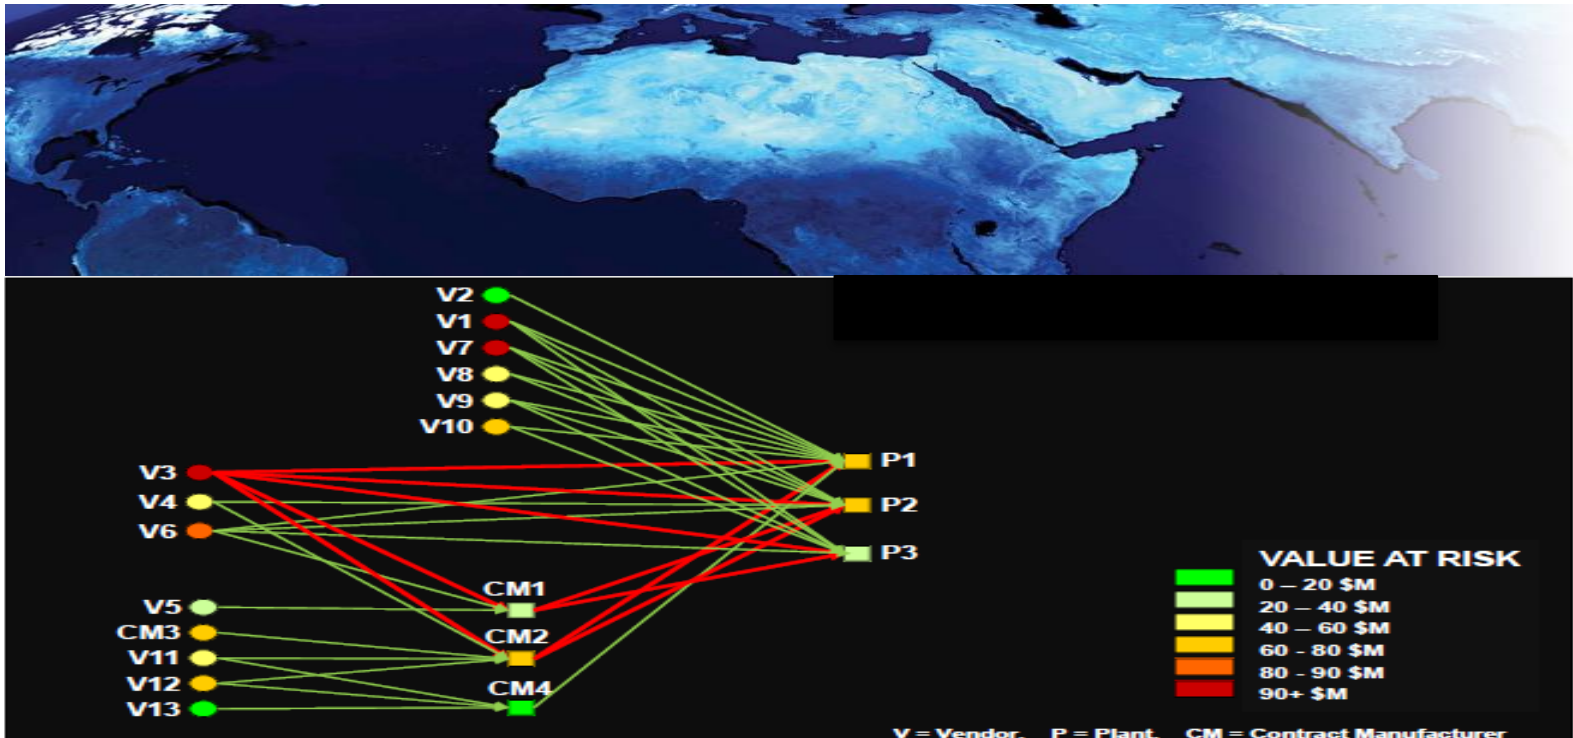 V2
V1
V7
V8
V9
V10
V3
V4
V6
P1
P2
P3
CM1
V5
CM3
CM2
V11
V12
CM4
V13
VALUE AT RISK
0 – 20 $M
20 – 40 $M
40 – 60 $M
60 - 80 $M
80 - 90 $M
90+ $M
V = Vendor, P = Plant, CM = Contract Manufacturer